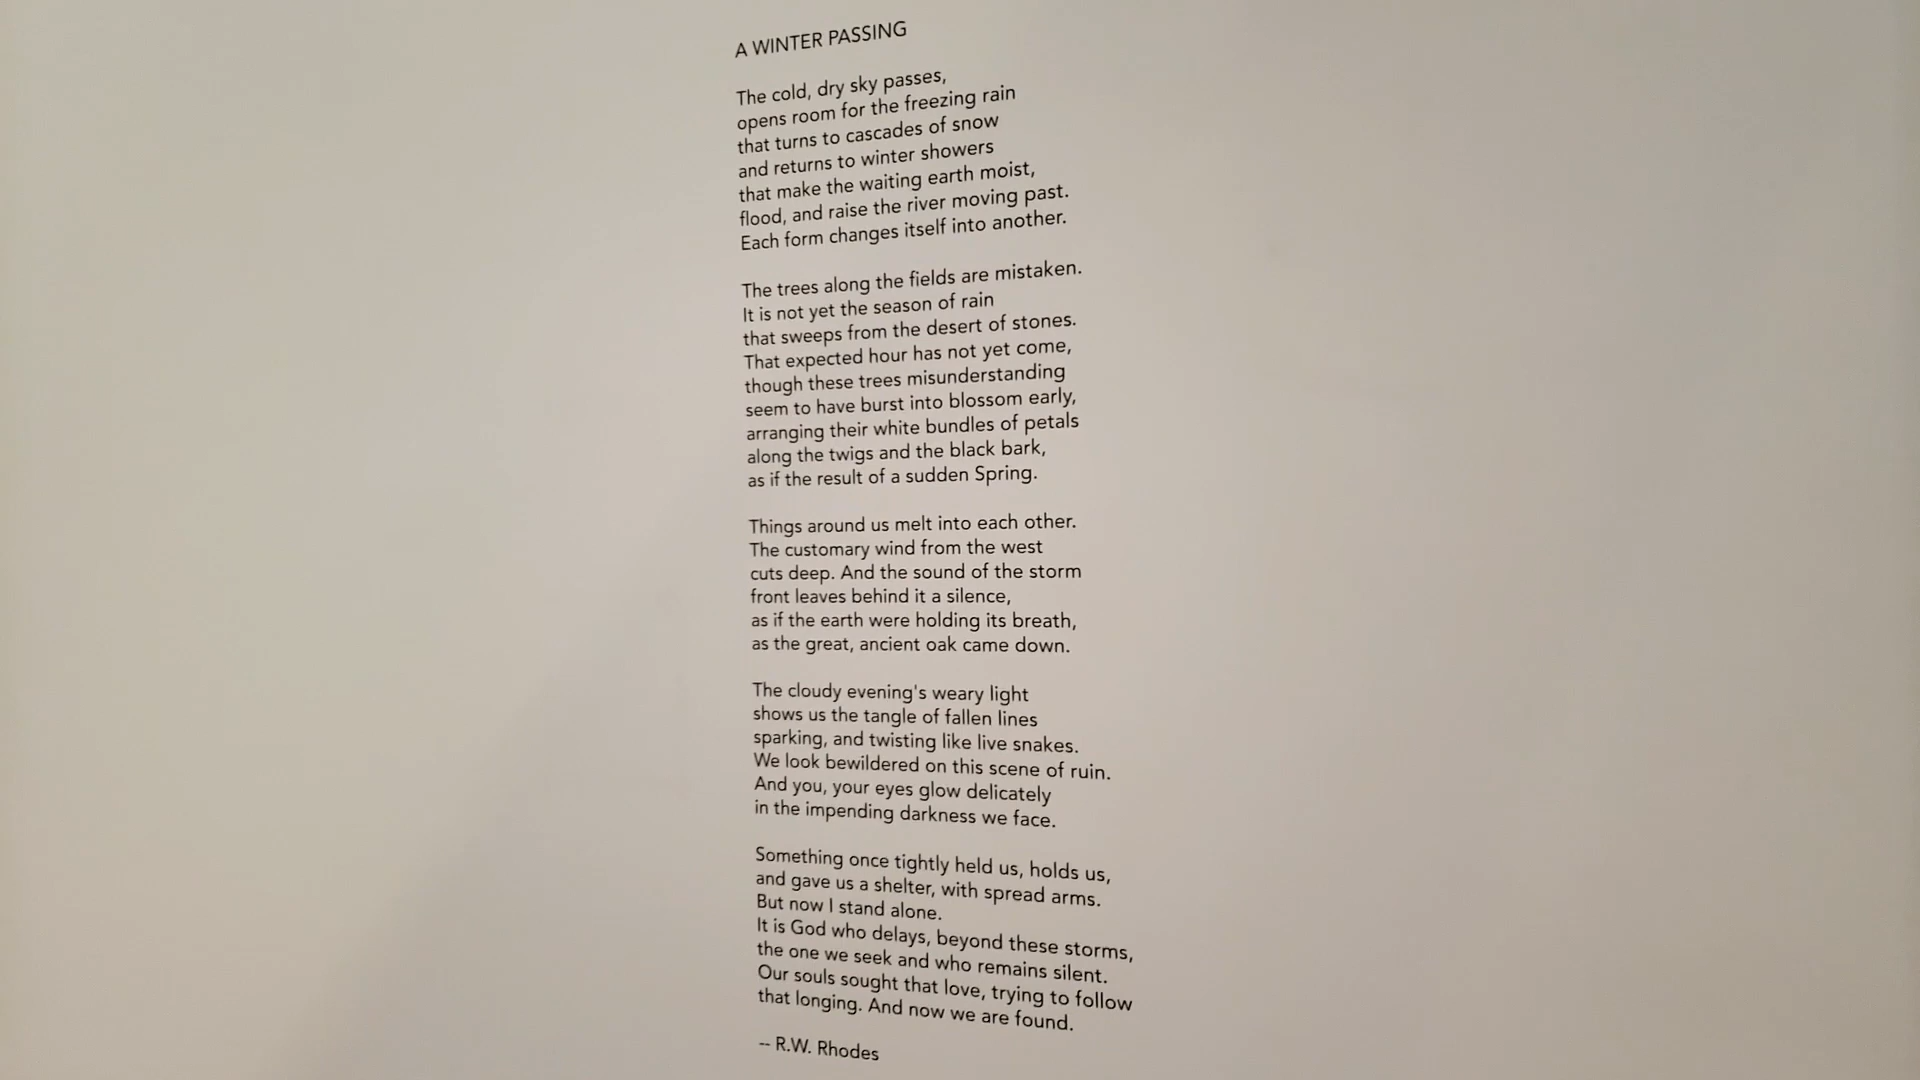 A WINTER PASSING
The cold, dry sky passes,
opens room for the freezing rain
that turns to cascades of snow
and returns to winter showers
that make the waiting earth moist,
flood, and raise the river moving past.
Each form changes itself into another.
The trees along the fields are mistaken.
It is not yet the season of rain
that sweeps from the desert of stones.
That expected hour has not yet come,
though these trees misunderstanding
seem to have burst into blossom early,
arranging their white bundles of petals
along the twigs and the black bark,
as if the result of a sudden Spring.
Things around us melt into each other.
The customary wind from the west
cuts deep. And the sound of the storm
front leaves behind it a silence,
as if the earth were holding its breath,
as the great, ancient oak came down.
The cloudy evening's weary light
shows us the tangle of fallen lines
sparking, and twisting like live snakes.
We look bewildered on this scene of ruin.
And you, your eyes glow delicately
in the impending darkness we face.
Something once tightly held us, holds us,
and gave us a shelter, with spread arms.
But now I stand alone.
It is God who delays, beyond these storms,
the one we seek and who remains silent.
Our souls sought that love, trying to follow
that longing. And now we are found.
-- R.W. Rhodes